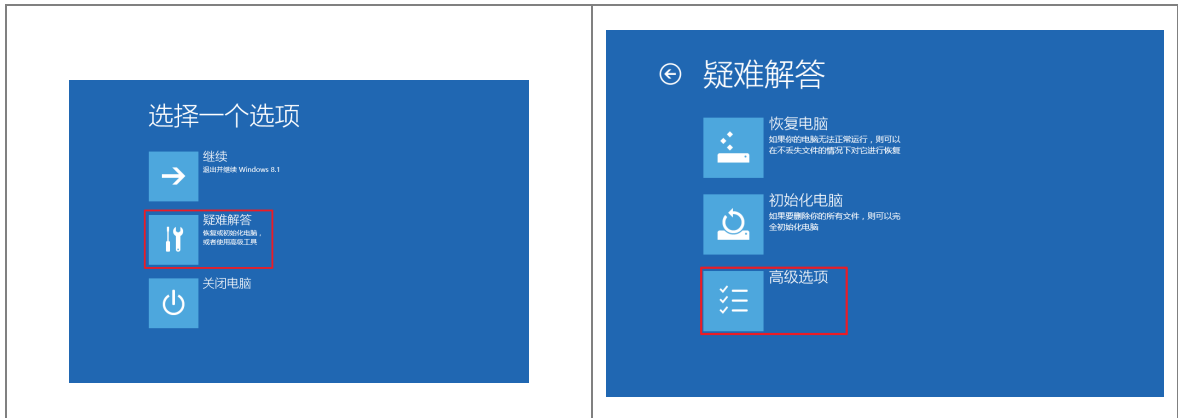 选择一个选项
继续
退出并继续 Windows 8.1
疑难解答
恢复或初始化电脑，
或者使用高级工具
关闭电脑
疑难解答
恢复电脑
如果你的电脑无法正常运行，则可以
在不丢失文件的情况下对它进行恢复
初始化电脑
如果要删除你的所有文件，则可以完
全初始化电脑
高级选项